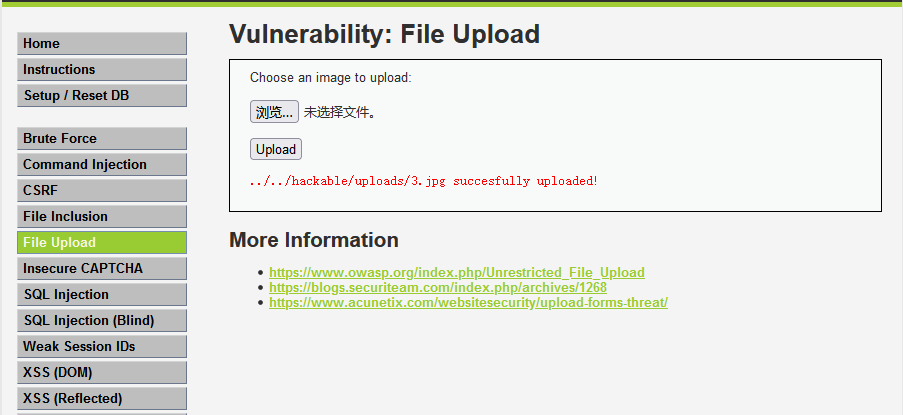 Home
Instructions
Setup / Reset DB
Brute Force
Command Injection
CSRF
File Inclusion
File Upload
Insecure CAPTCHA
SQL Injection
SQL Injection (Blind)
Weak Session IDs
XSS (DOM)
XSS (Reflected)
Vulnerability: File Upload
Choose an image to upload:
浏览... 未选择文件。
Upload
../../hackable/uploads/3.jpg succesfully uploaded!
More Information
https://www.owasp.org/index.php/Unrestricted_File_Upload
https://blogs.securiteam.com/index.php/archives/1268
https://www.acunetix.com/websitesecurity/upload-forms-threat/